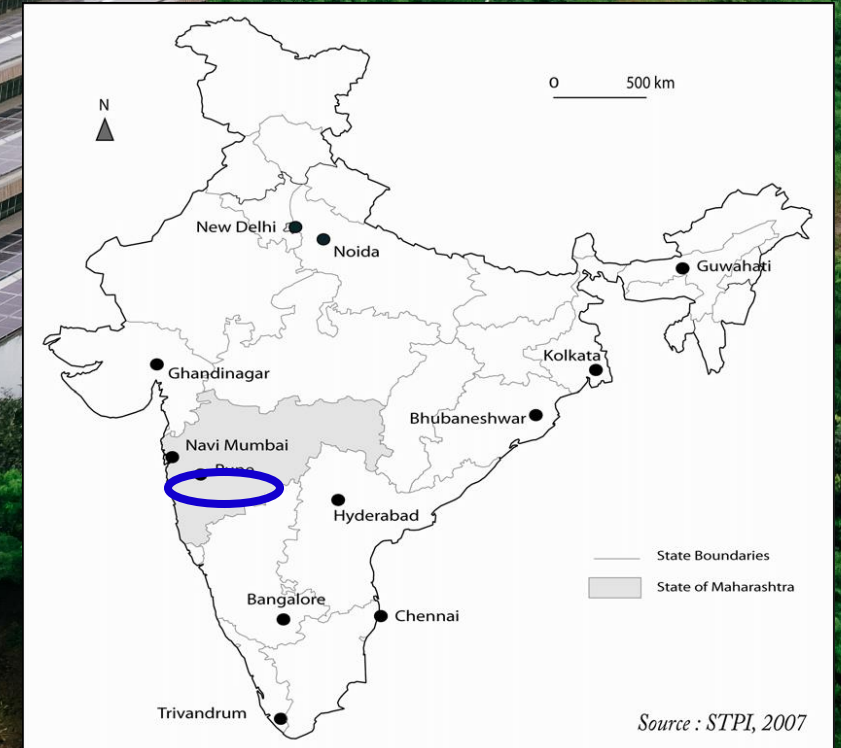 N
O 500 km
New Delhi
Noida
Guwahati
Kolkata
Ghandinagar
Bhubaneshwar
Navi Mumbai
Pune
Hyderabad
State Boundaries
State of Maharashtra
Bangalore
Chennai
Trivandrum
Source : STPI, 2007